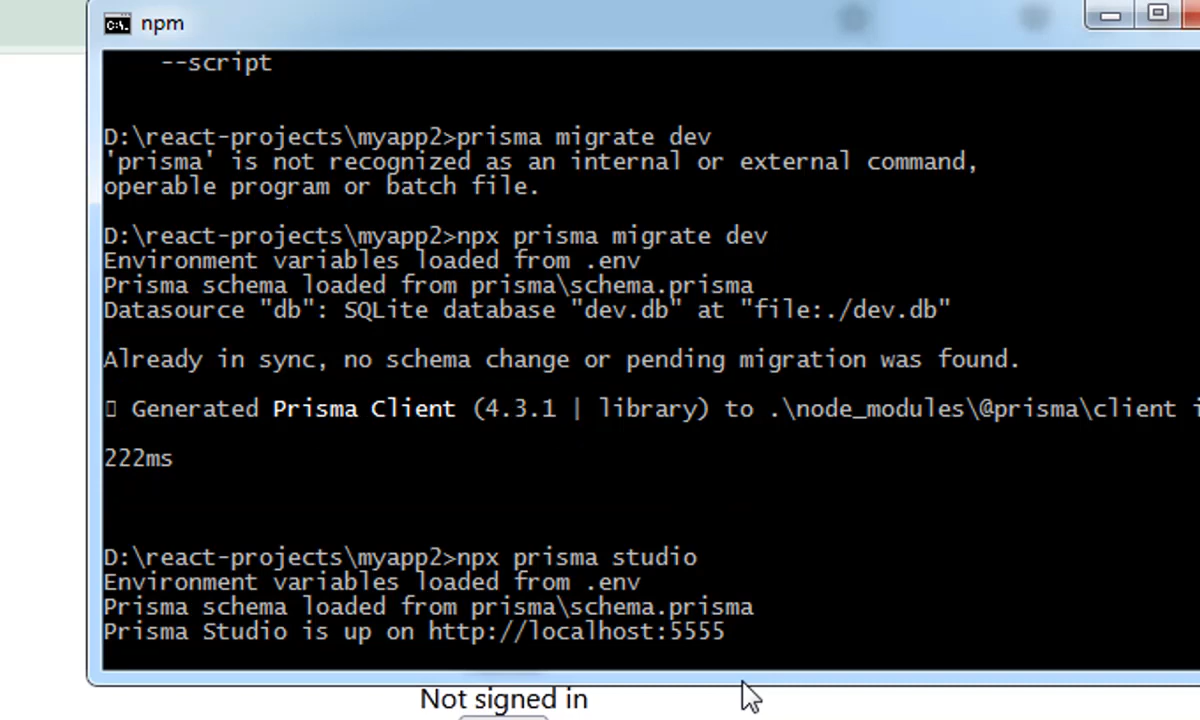 npm
--script
D:\react-projects\myapp2>prisma migrate dev
'prisma' is not recognized as an internal or external command,
operable program or batch file.
D:\react-projects\myapp2>npx prisma migrate dev
Environment variables loaded from .env
Prisma schema loaded from prisma\schema.prisma
Datasource "db": SQLite database "dev.db" at "file:./dev.db"
Already in sync, no schema change or pending migration was found.
Generated Prisma Client (4.3.1 | library) to .\node_modules\@prisma\client i
222ms
D:\react-projects\myapp2>npx prisma studio
Environment variables loaded from .env
Prisma schema loaded from prisma\schema.prisma
Prisma Studio is up on http://localhost:5555
Not signed in